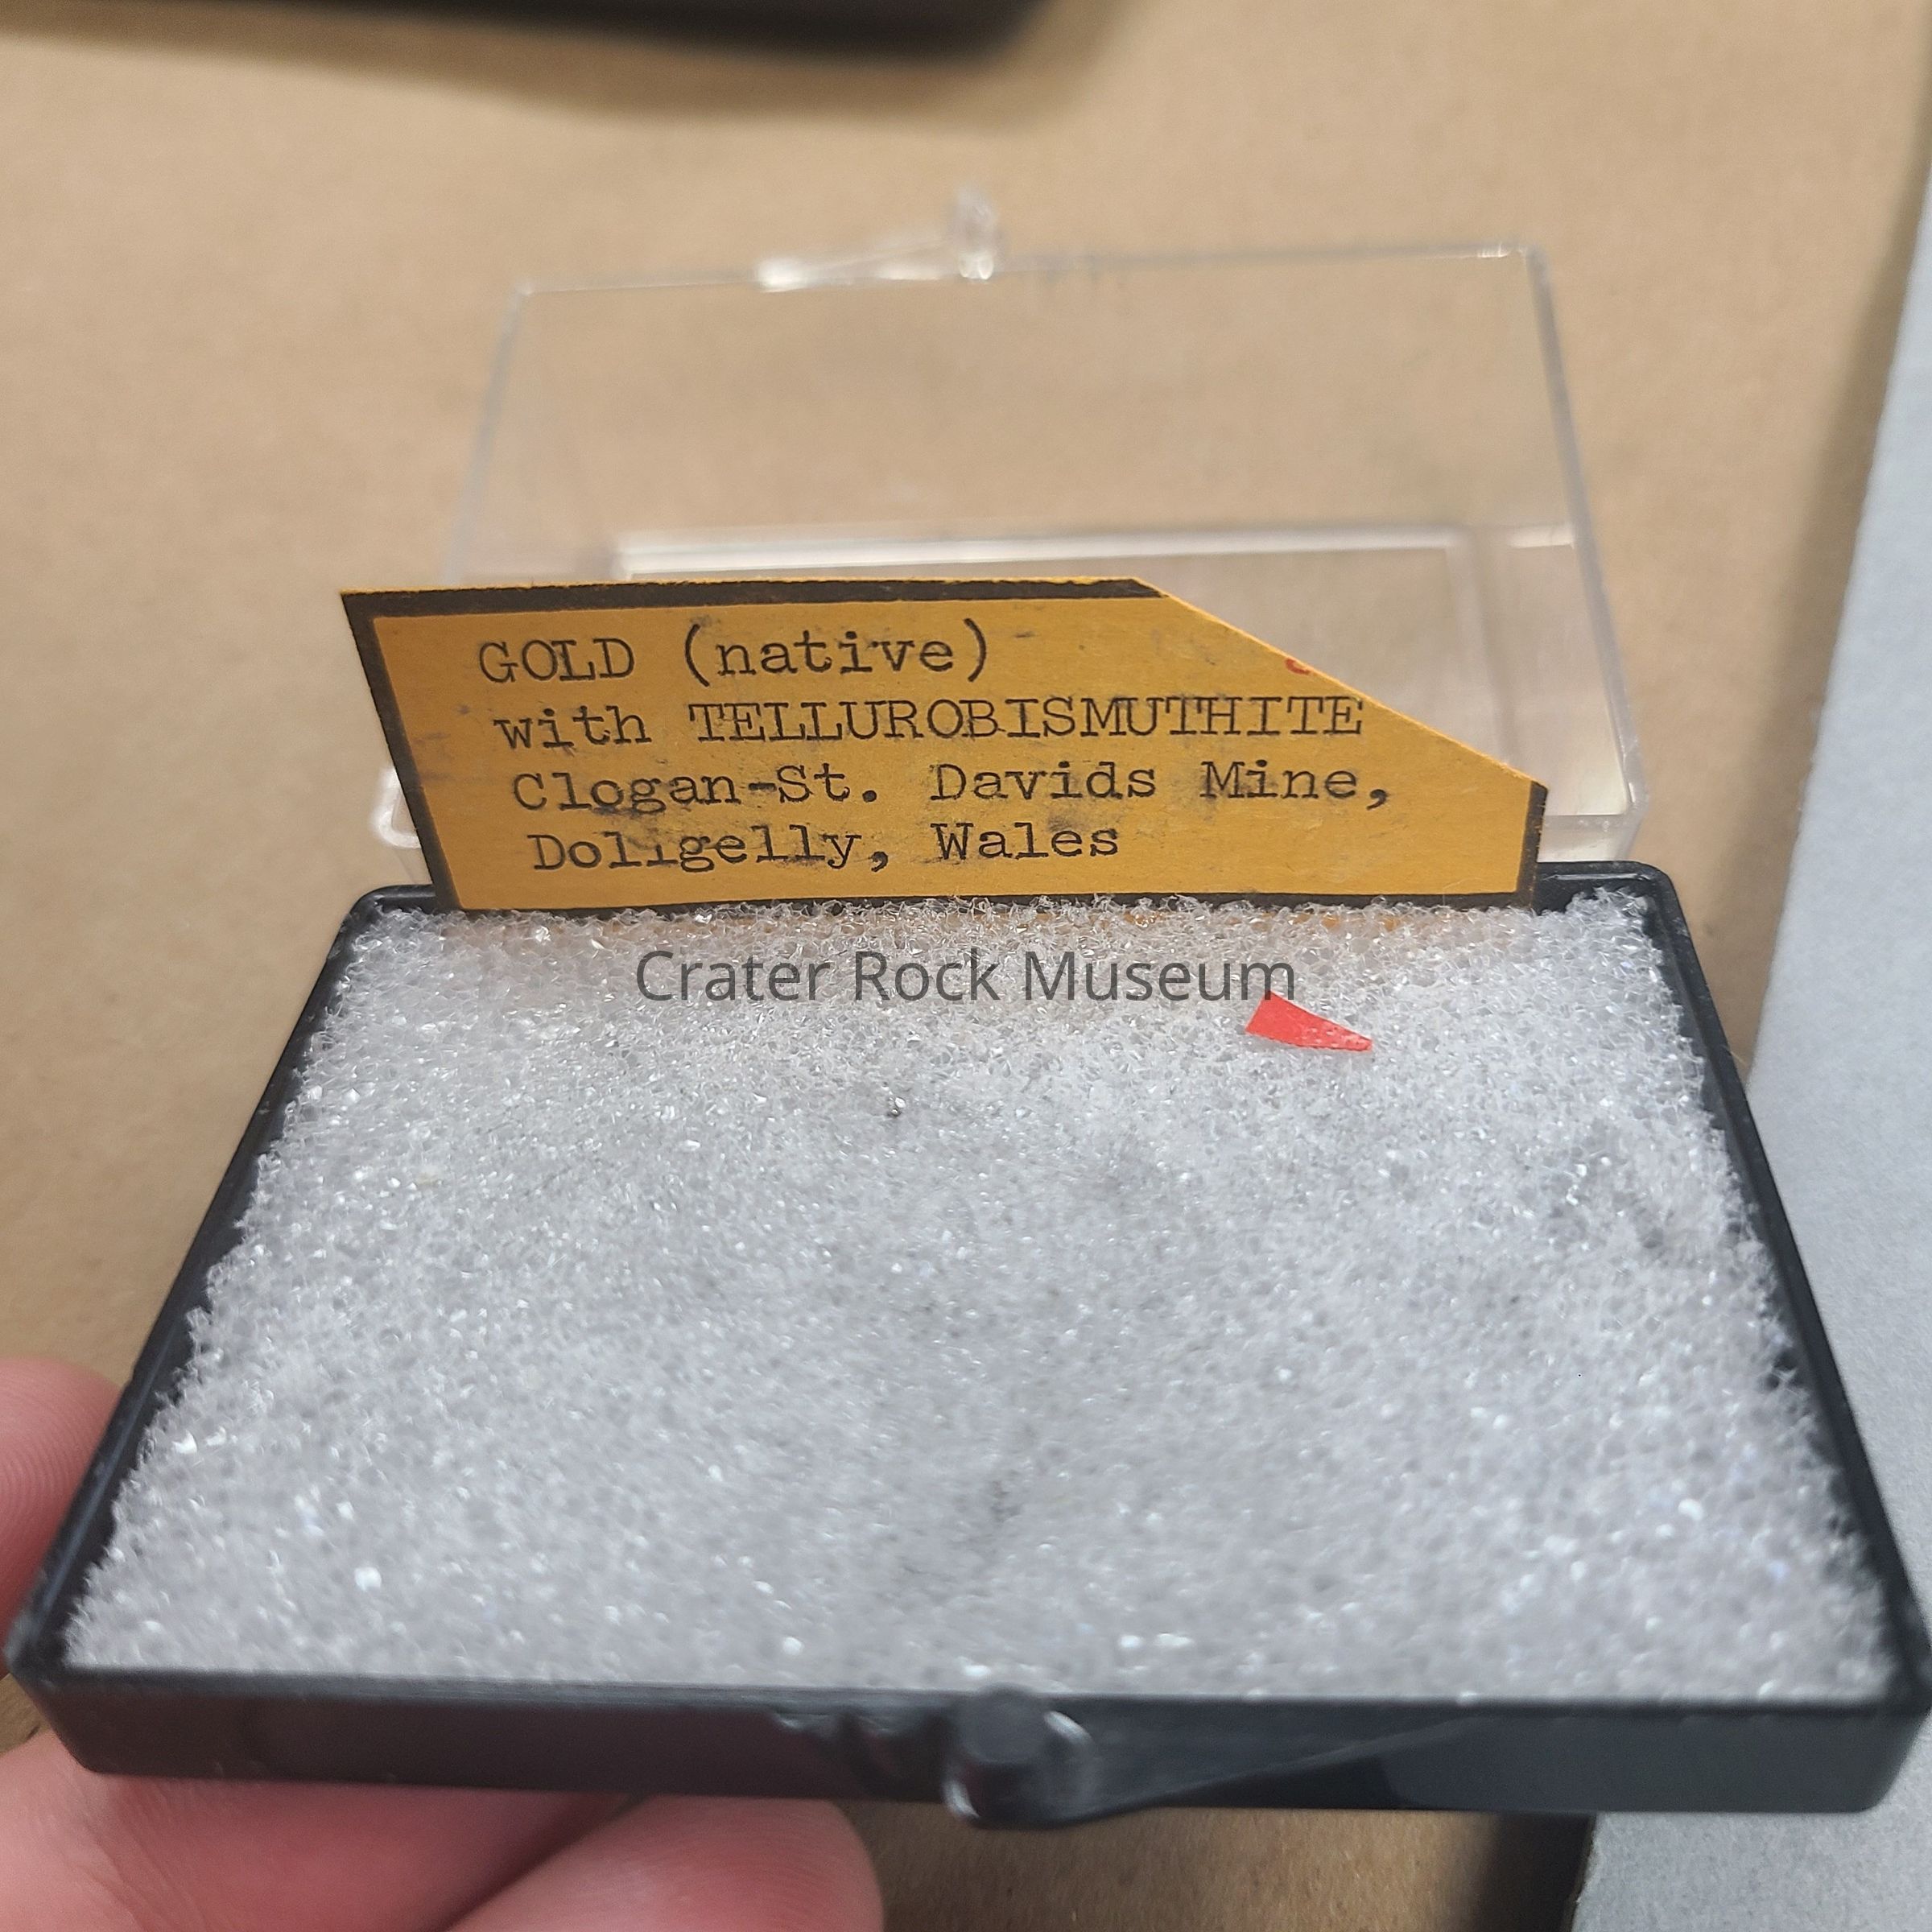 GOLD (native)
with TELLUROBISMUTHITE
Clogan-St. Davids Mine,
Doligelly, Wales
Crater Rock Museum